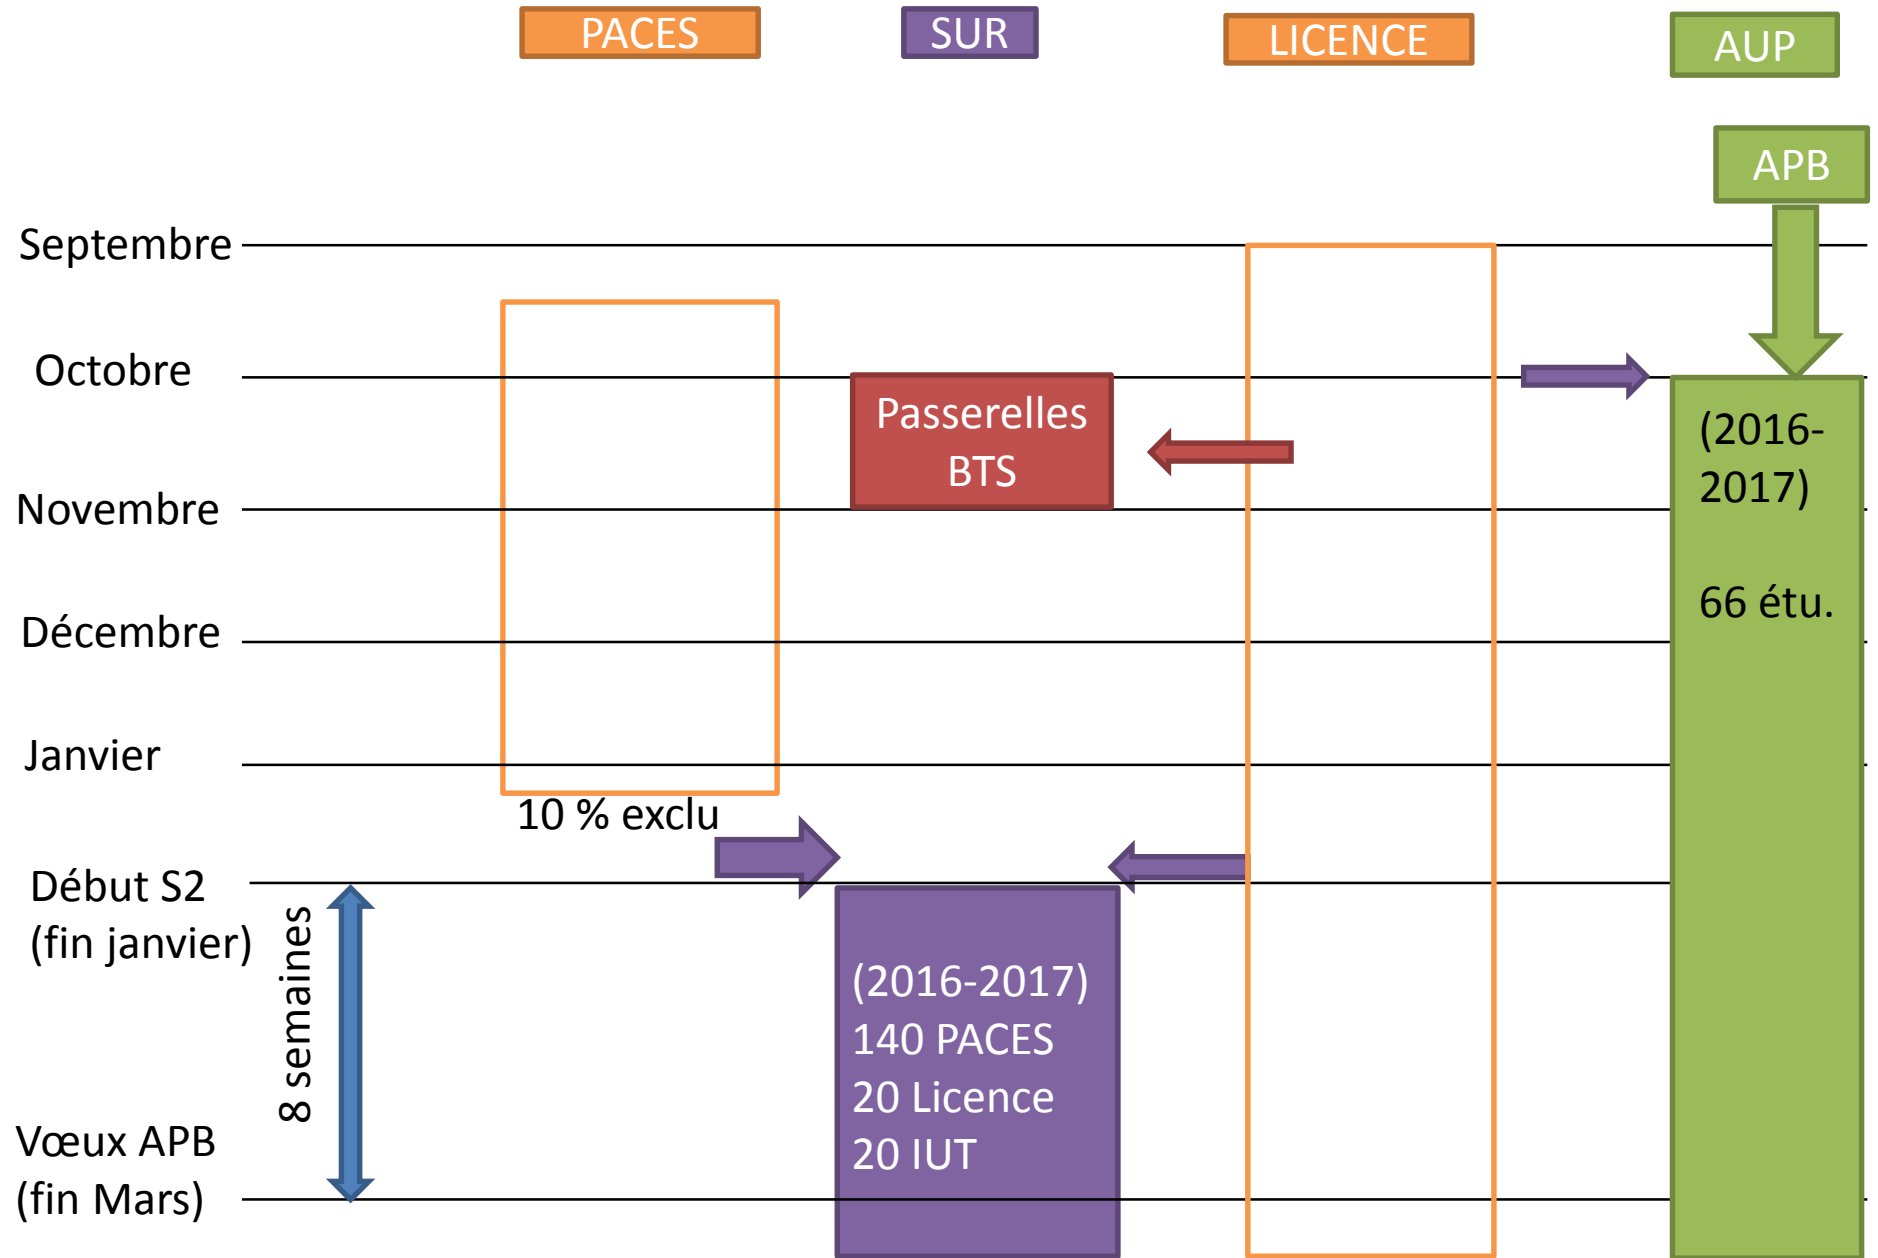 PACES
SUR
LICENCE
AUP
APB
Septembre
Octobre
Passerelles
BTS
(2016-
2017)
Novembre
66 étu.
Décembre
Janvier
10 % exclu
Début S2
(fin janvier)
8 semaines
(2016-2017)
140 PACES
20 Licence
20 IUT
Vœux APB
(fin Mars)